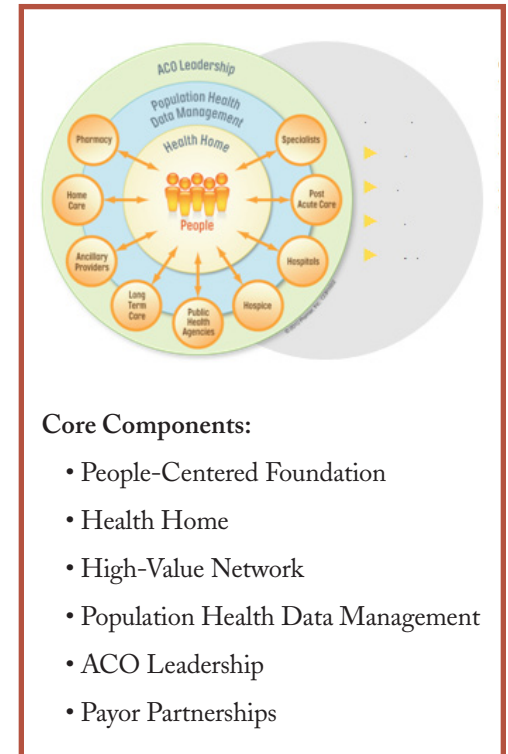 ACO Leadership
Population Health
Data Management
Health Home
Pharmacy
Specialists
Home
Care
People
Post
Acute Care
Ancillary
Providers
Hospitals
Long
Term
Care
Public
Health
Agencies
Hospice
Core Components:
• People-Centered Foundation
• Health Home
• High-Value Network
• Population Health Data Management
• ACO Leadership
• Payor Partnerships